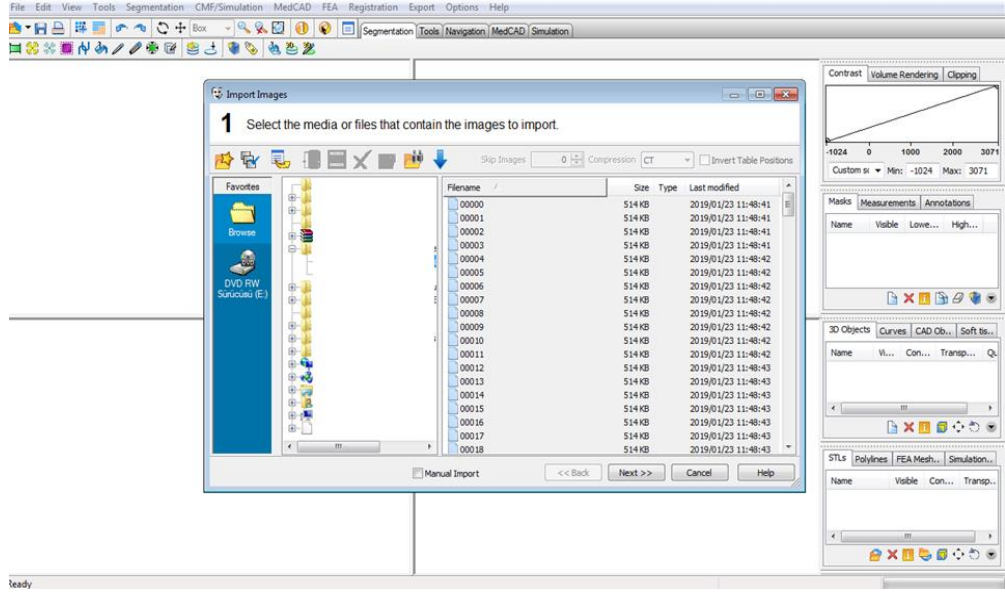 File Edit View Tools Segmentation CMF/Simulation MedCAD FEA Registration Export Options Help
Box
Segmentation Tools Navigation MedCAD Simulation
Import Images
1 Select the media or files that contain the images to import.
Skip Images 0 Compression CT Invert Table Positions
Favorites
Browse
DVD RW
Sürücüsü (E:)
Filename / Size Type Last modified
00000 514 KB 2019/01/23 11:48:41
00001 514 KB 2019/01/23 11:48:41
00002 514 KB 2019/01/23 11:48:41
00003 514 KB 2019/01/23 11:48:41
00004 514 KB 2019/01/23 11:48:42
00005 514 KB 2019/01/23 11:48:42
00006 514 KB 2019/01/23 11:48:42
00007 514 KB 2019/01/23 11:48:42
00008 514 KB 2019/01/23 11:48:42
00009 514 KB 2019/01/23 11:48:42
00010 514 KB 2019/01/23 11:48:42
00011 514 KB 2019/01/23 11:48:42
00012 514 KB 2019/01/23 11:48:43
00013 514 KB 2019/01/23 11:48:43
00014 514 KB 2019/01/23 11:48:43
00015 514 KB 2019/01/23 11:48:43
00016 514 KB 2019/01/23 11:48:43
00017 514 KB 2019/01/23 11:48:43
00018 514 KB 2019/01/23 11:48:43
Manual Import << Back Next >> Cancel Help
Contrast Volume Rendering Clipping
-1024 0 1000 2000 3071
Custom sc Min: -1024 Max: 3071
Masks Measurements Annotations
Name Visible Lowe... High...
3D Objects Curves CAD Ob.. Soft tis...
Name Vi... Con... Transp... Qu
STLs Polylines FEA Mesh.. Simulation..
Name Visible Con... Transp..
Ready